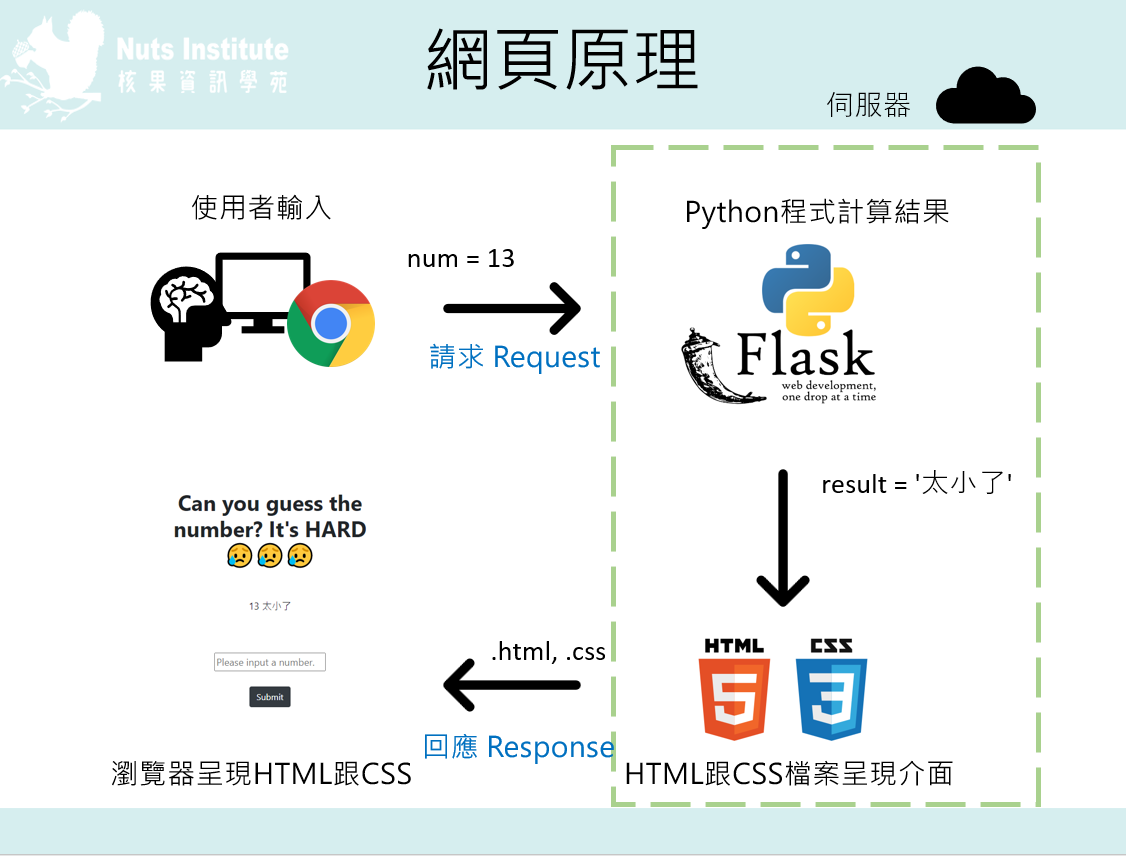 Nuts Institute
核果資訊學苑
網頁原理
伺服器
使用者輸入
num = 13
請求 Request
Python程式計算結果
Flask
web development,
one drop at a time
result = '太小了'
HTML
CSS
5
3
HTML跟CSS檔案呈現介面
.html, .css
回應 Response
Can you guess the
number? It's HARD
😥😥😥
13 太小了
Please input a number.
Submit
瀏覽器呈現HTML跟CSS